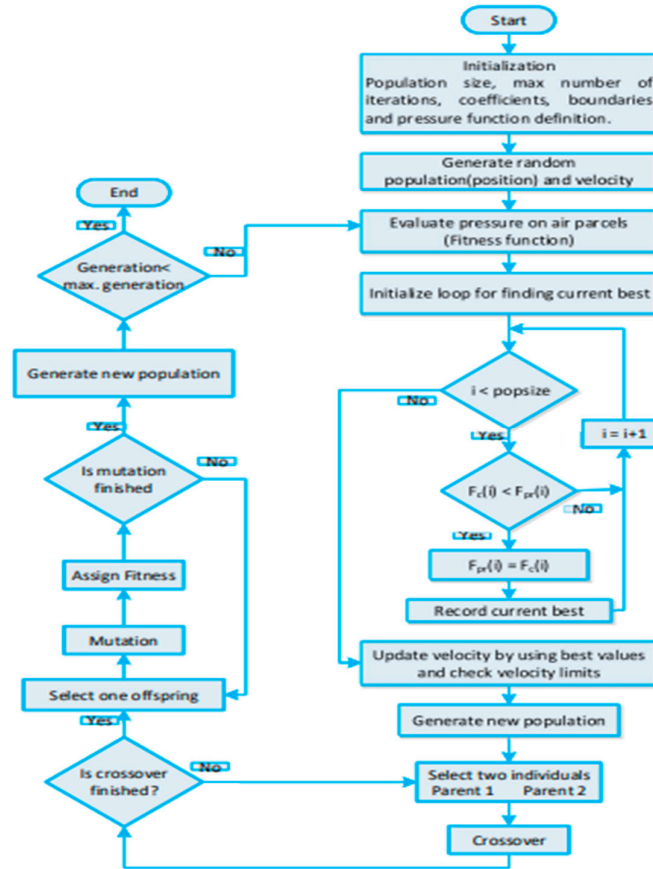 Start
Initialization
Population size, max number of
iterations, coefficients, boundaries
and pressure function definition.
Generate random
population(position) and velocity
Evaluate pressure on air parcels
(Fitness function)
Initialize loop for finding current best
i < popsize
No
Yes
i = i+1
F_c(i) < F_pr(i)
No
Yes
F_pr(i) = F_c(i)
Record current best
Update velocity by using best values
and check velocity limits
Generate new population
Select two individuals
Parent 1 Parent 2
Crossover
Is crossover
finished?
No
Yes
Select one offspring
Mutation
Assign Fitness
Is mutation
finished
No
Yes
Generate new population
Generation<
max. generation
No
Yes
End